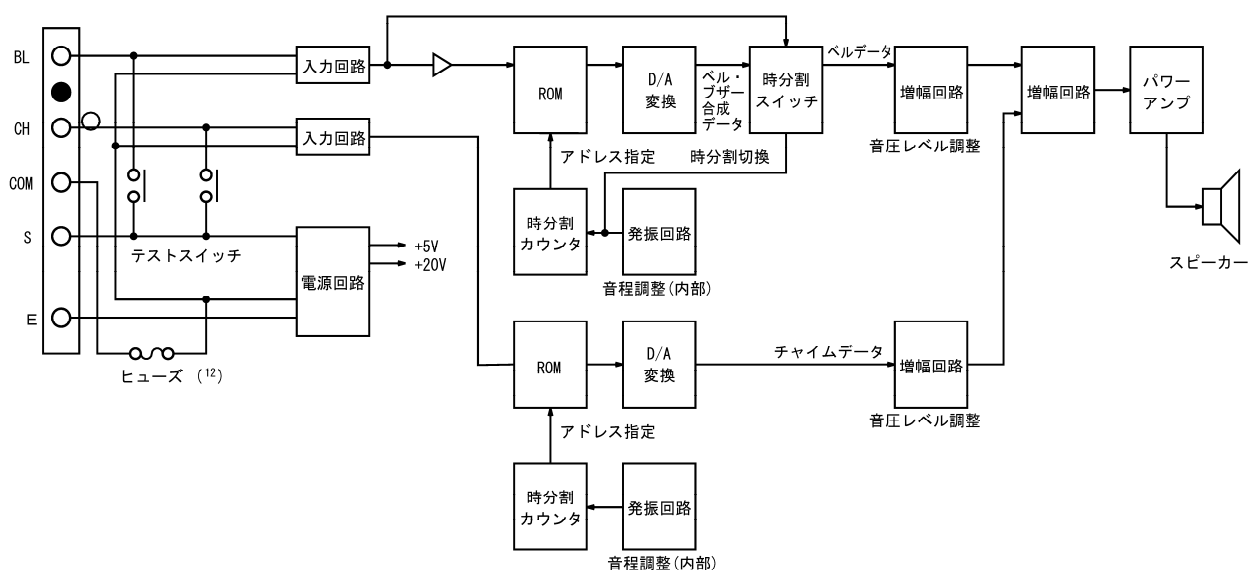 BL
CH
COM
S
E
入力回路
入力回路
テストスイッチ
電源回路
+5V
+20V
ヒューズ (12)
ROM
D/A
変換
ベル・
ブザー
合成
データ
時分割
スイッチ
ベルデータ
増幅回路
音圧レベル調整
増幅回路
パワー
アンプ
スピーカー
アドレス指定
時分割切換
時分割
カウンタ
発振回路
音程調整(内部)
ROM
D/A
変換
チャイムデータ
増幅回路
音圧レベル調整
アドレス指定
時分割
カウンタ
発振回路
音程調整(内部)